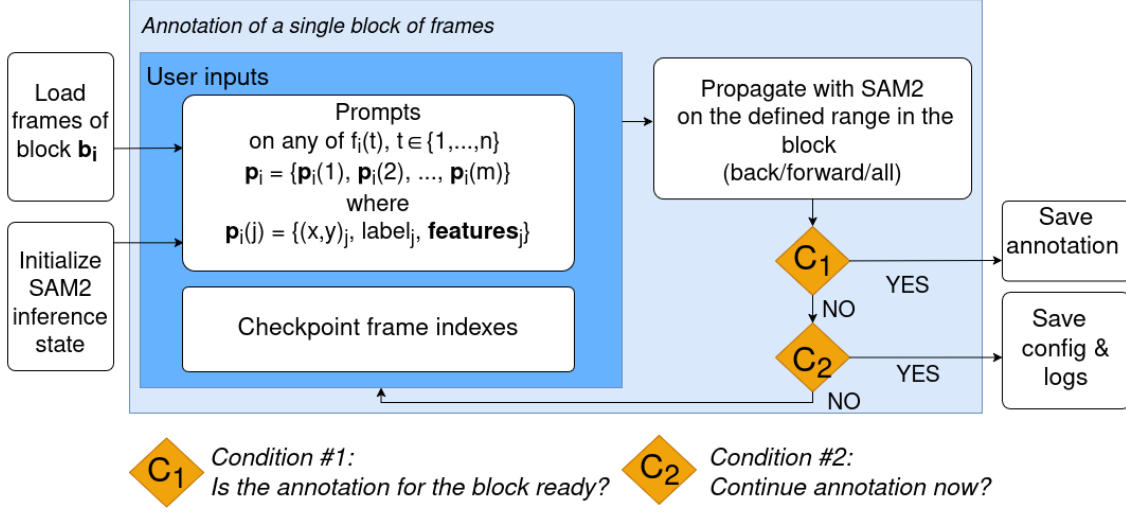 Annotation of a single block of frames
Load
frames of
block bᵢ
Initialize
SAM2
inference
state
User inputs
Prompts
on any of fᵢ(t), t∈{1,...,n}
pᵢ = {pᵢ(1), pᵢ(2), ..., pᵢ(m)}
where
pᵢ(j) = {(x,y)ⱼ, labelⱼ, featuresⱼ}
Checkpoint frame indexes
Propagate with SAM2
on the defined range in the
block
(back/forward/all)
C₁
YES
NO
Save
annotation
C₂
YES
NO
Save
config &
logs
C₁
Condition #1:
Is the annotation for the block ready?
C₂
Condition #2:
Continue annotation now?